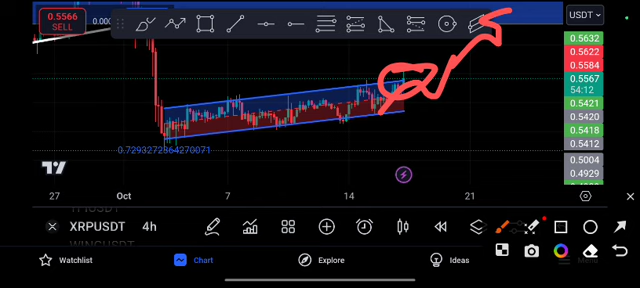 0.5566
SELL
0.000
USDT
0.5632
0.5622
0.5584
0.5567
54:12
0.5421
0.5420
0.5418
0.5412
0.5004
0.4929
0.7293272864270071
27
Oct
7
14
21
XRPUSDT
4h
WINGUSDT
Watchlist
Chart
Explore
Ideas
Menu